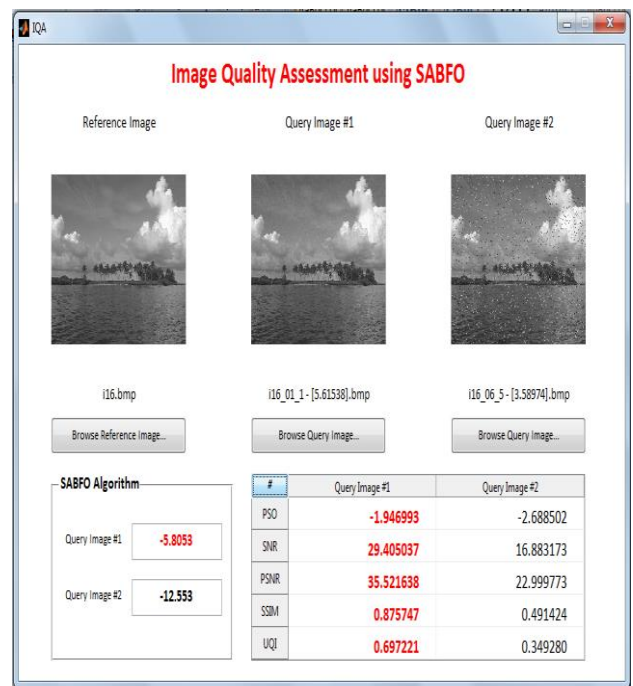 IQA
Image Quality Assessment using SABFO
Reference Image Query Image #1 Query Image #2
i16.bmp i16_01_1 - [5.61538].bmp i16_06_5 - [3.58974].bmp
Browse Reference Image... Browse Query Image... Browse Query Image...
SABFO Algorithm
Query Image #1 -5.8053
Query Image #2 -12.553
# Query Image #1 Query Image #2
PSO -1.946993 -2.688502
SNR 29.405037 16.883173
PSNR 35.521638 22.999773
SSIM 0.875747 0.491424
UQI 0.697221 0.349280